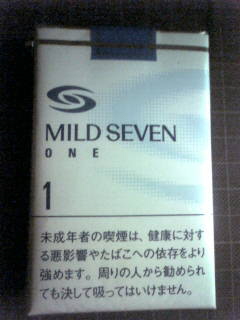 MILD SEVEN
ONE
1
未成年者の喫煙は、健康に対す
る悪影響やたばこへの依存をより
強めます。周りの人から勧められ
ても決して吸ってはいけません。